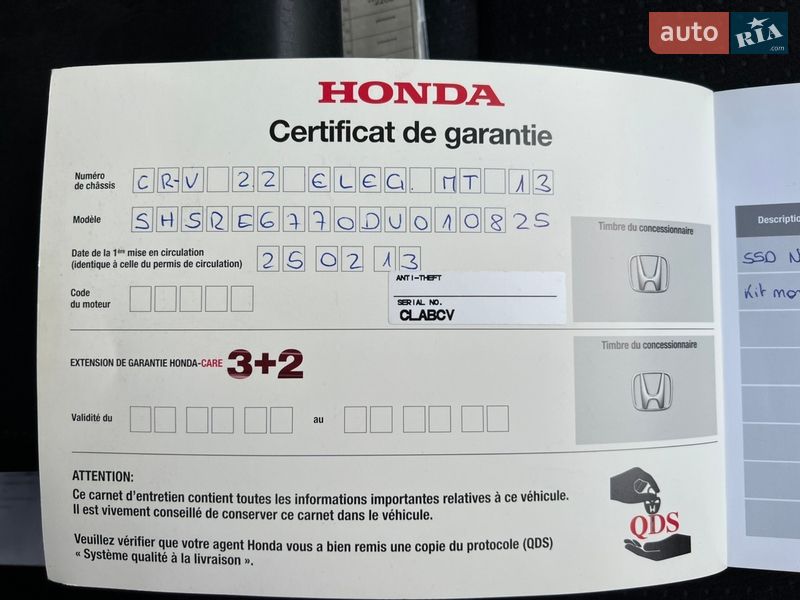 auto RIA .com
HONDA
Certificat de garantie
Numéro de châssis CR-V 22 ELEG. MT 13
Modèle SHSRE6770DU010825
Timbre du concessionnaire
Date de la 1ère mise en circulation
(identique à celle du permis de circulation) 25 02 13
ANTI-THEFT
SERIAL NO.
CLABCV
Code
du moteur
EXTENSION DE GARANTIE HONDA-CARE 3+2
Timbre du concessionnaire
Validité du au
ATTENTION:
Ce carnet d'entretien contient toutes les informations importantes relatives à ce véhicule.
Il est vivement conseillé de conserver ce carnet dans le véhicule.
Veuillez vérifier que votre agent Honda vous a bien remis une copie du protocole (QDS)
« Système qualité à la livraison ».
QDS
SSD
Kit